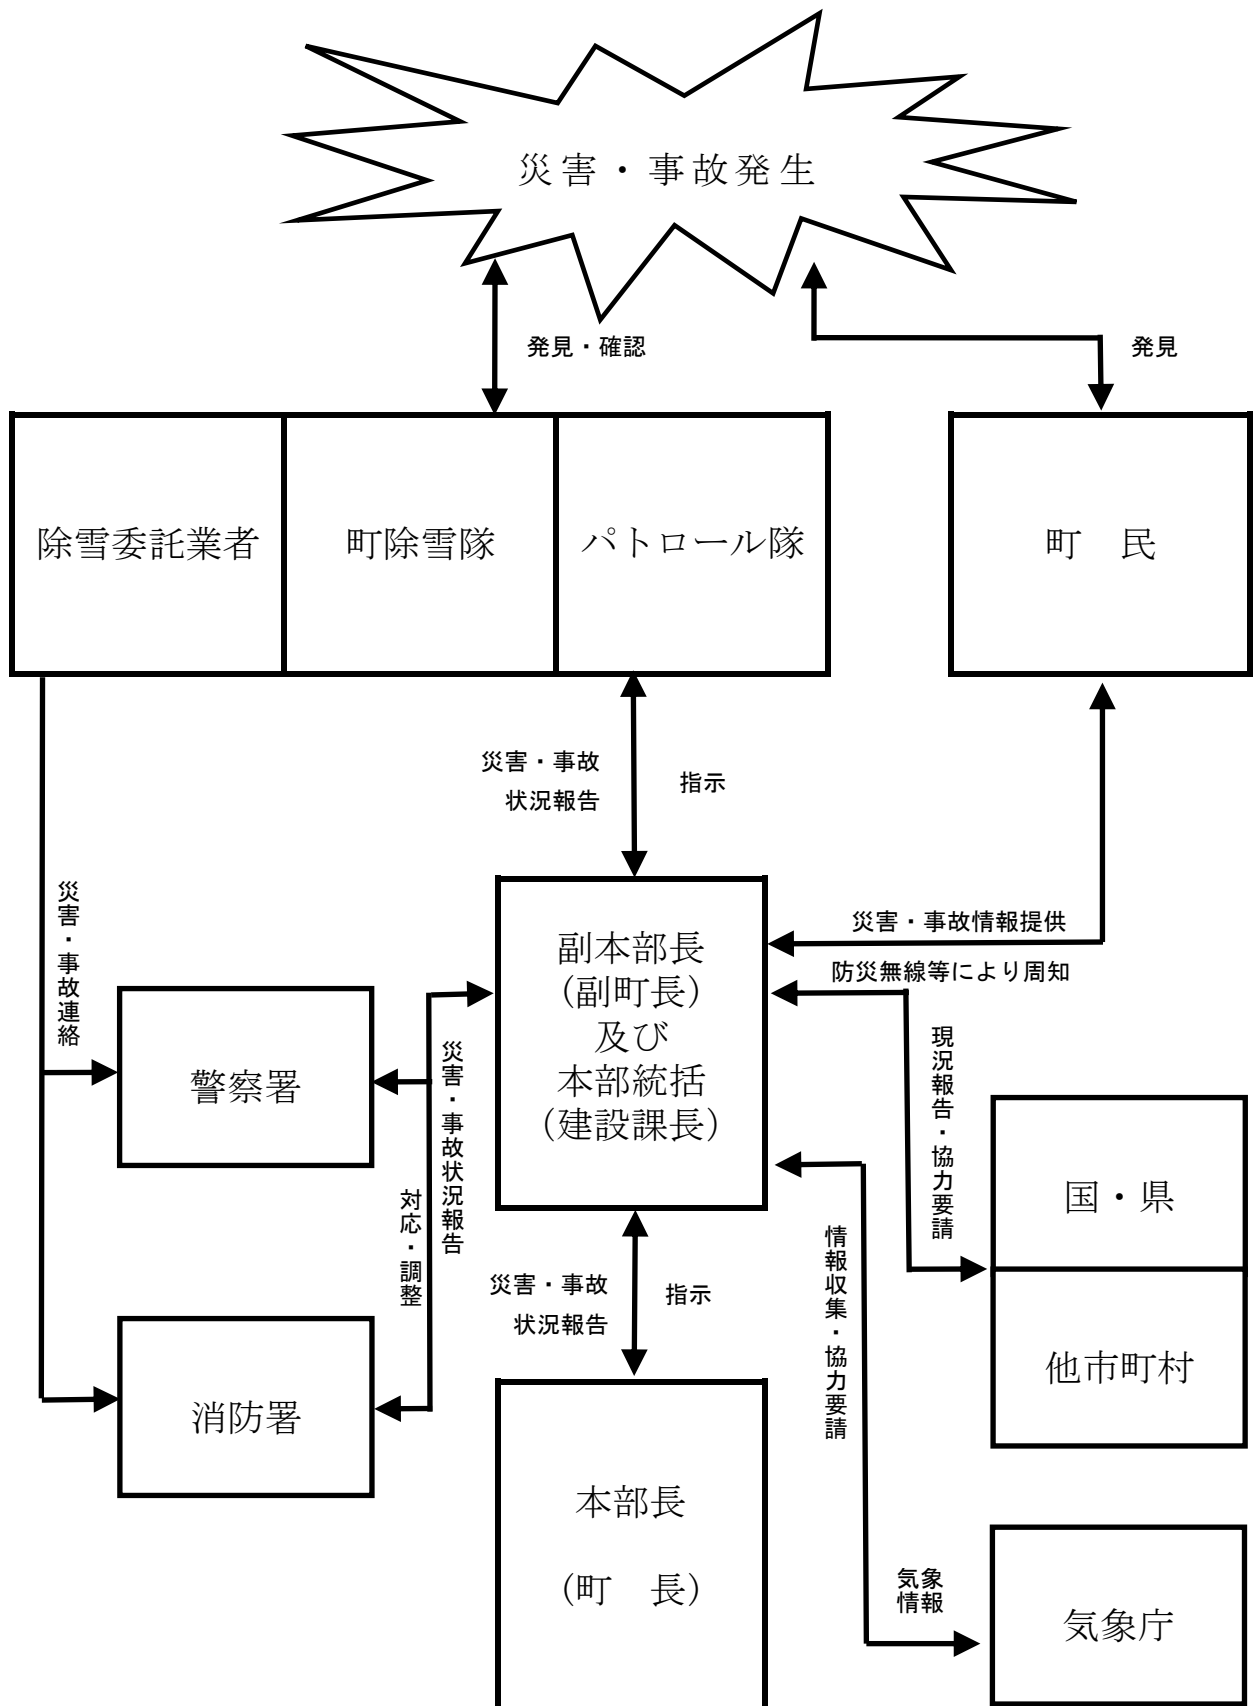 災害・事故発生
発見・確認
発見
除雪委託業者
町除雪隊
パトロール隊
町　民
災害・事故
状況報告
指示
災害・事故連絡
副本部長
（副町長）
及び
本部統括
（建設課長）
災害・事故情報提供
防災無線等により周知
警察署
災害・事故状況報告
対応・調整
現況報告・協力要請
国・県
他市町村
災害・事故
状況報告
指示
情報収集・協力要請
消防署
本部長
（町　長）
気象
情報
気象庁